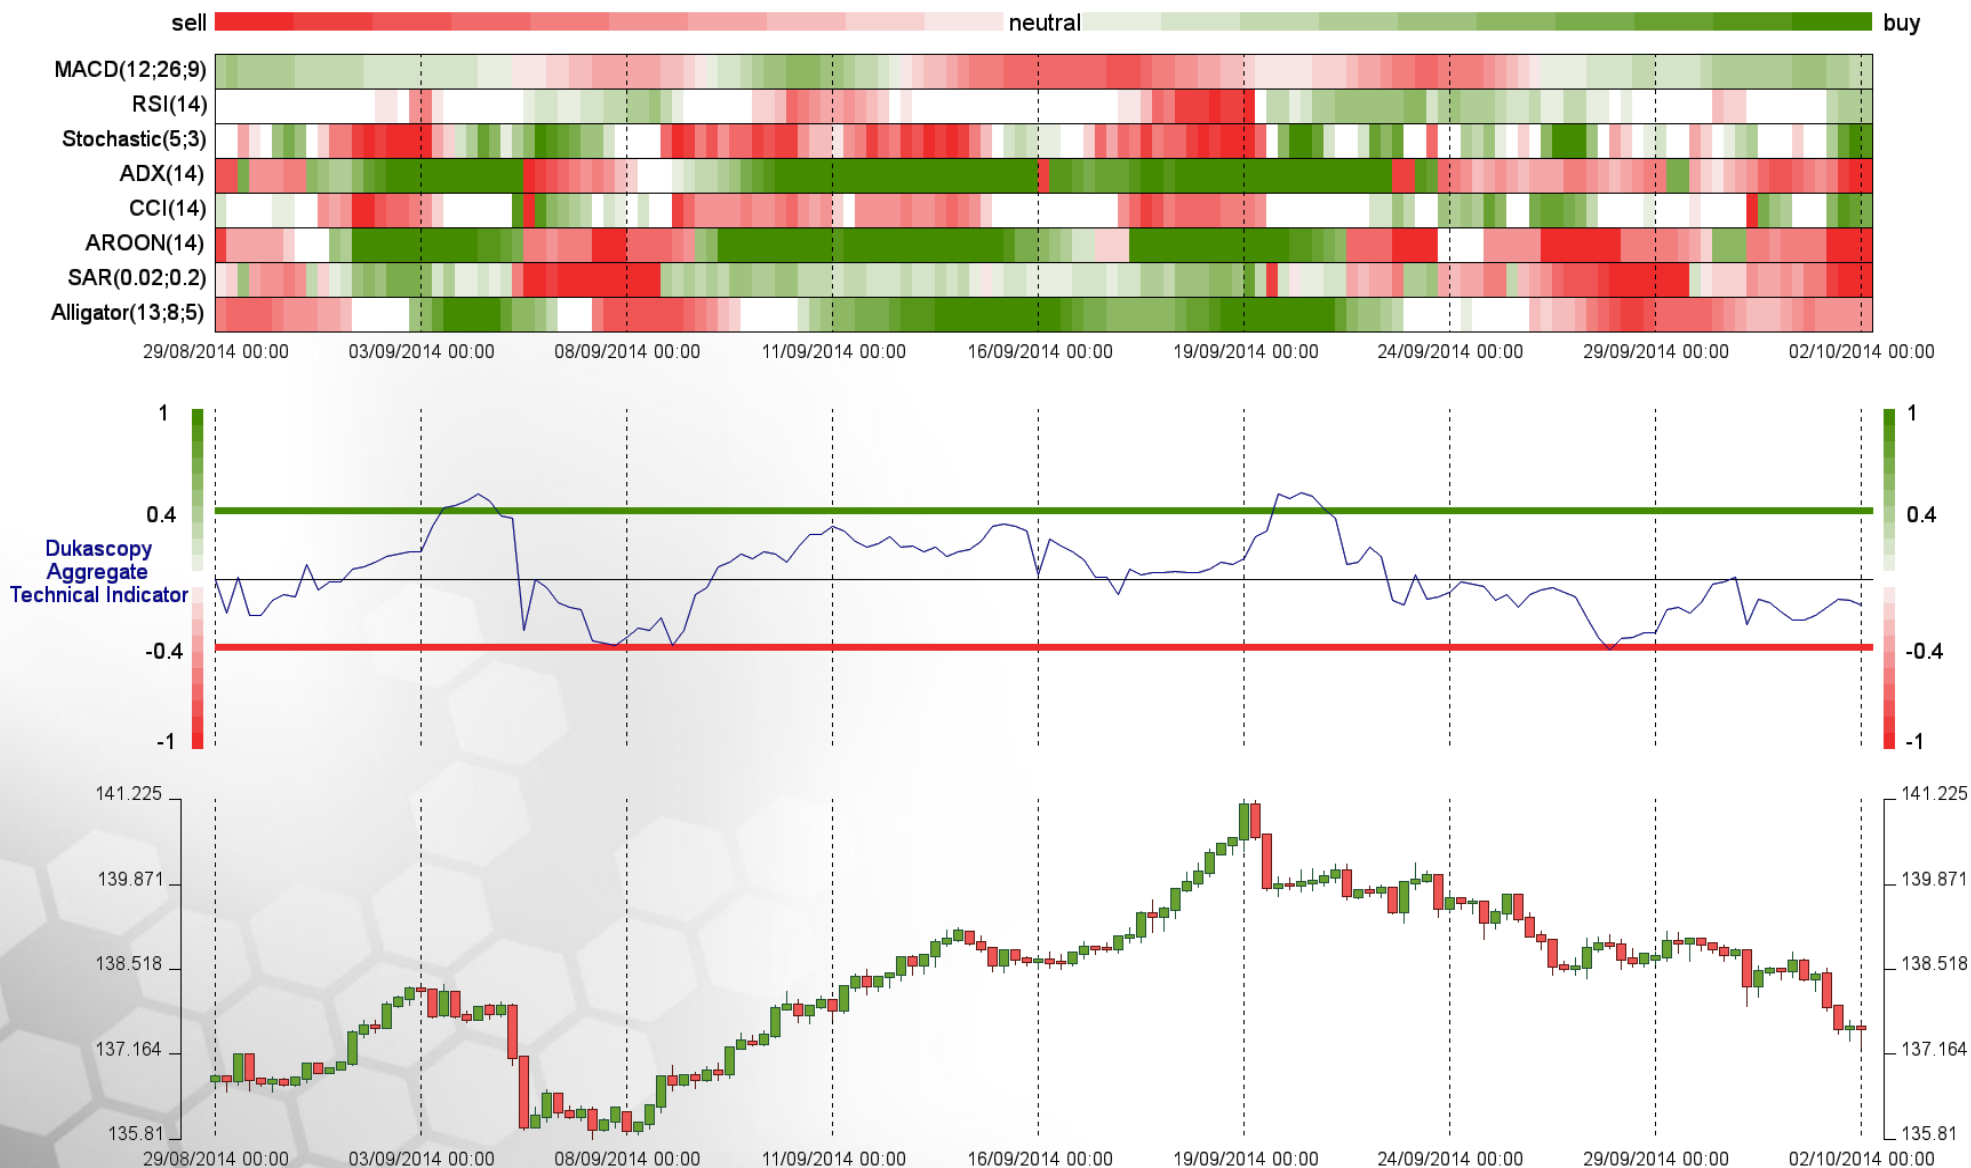 sell neutral buy
MACD(12;26;9)
RSI(14)
Stochastic(5;3)
ADX(14)
CCI(14)
AROON(14)
SAR(0.02;0.2)
Alligator(13;8;5)
29/08/2014 00:00 03/09/2014 00:00 08/09/2014 00:00 11/09/2014 00:00 16/09/2014 00:00 19/09/2014 00:00 24/09/2014 00:00 29/09/2014 00:00 02/10/2014 00:00
1 1
0.4 0.4
Dukascopy
Aggregate
Technical Indicator
-0.4 -0.4
-1 -1
141.225 141.225
139.871 139.871
138.518 138.518
137.164 137.164
135.81 135.81
29/08/2014 00:00 03/09/2014 00:00 08/09/2014 00:00 11/09/2014 00:00 16/09/2014 00:00 19/09/2014 00:00 24/09/2014 00:00 29/09/2014 00:00 02/10/2014 00:00